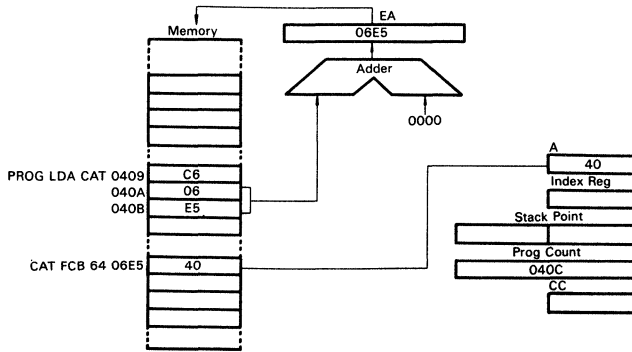 EA
Memory
06E5
Adder
0000
A
PROG LDA CAT 0409 C6
40
040A 06
Index Reg
040B E5
Stack Point
Prog Count
CAT FCB 64 06E5 40
040C
CC